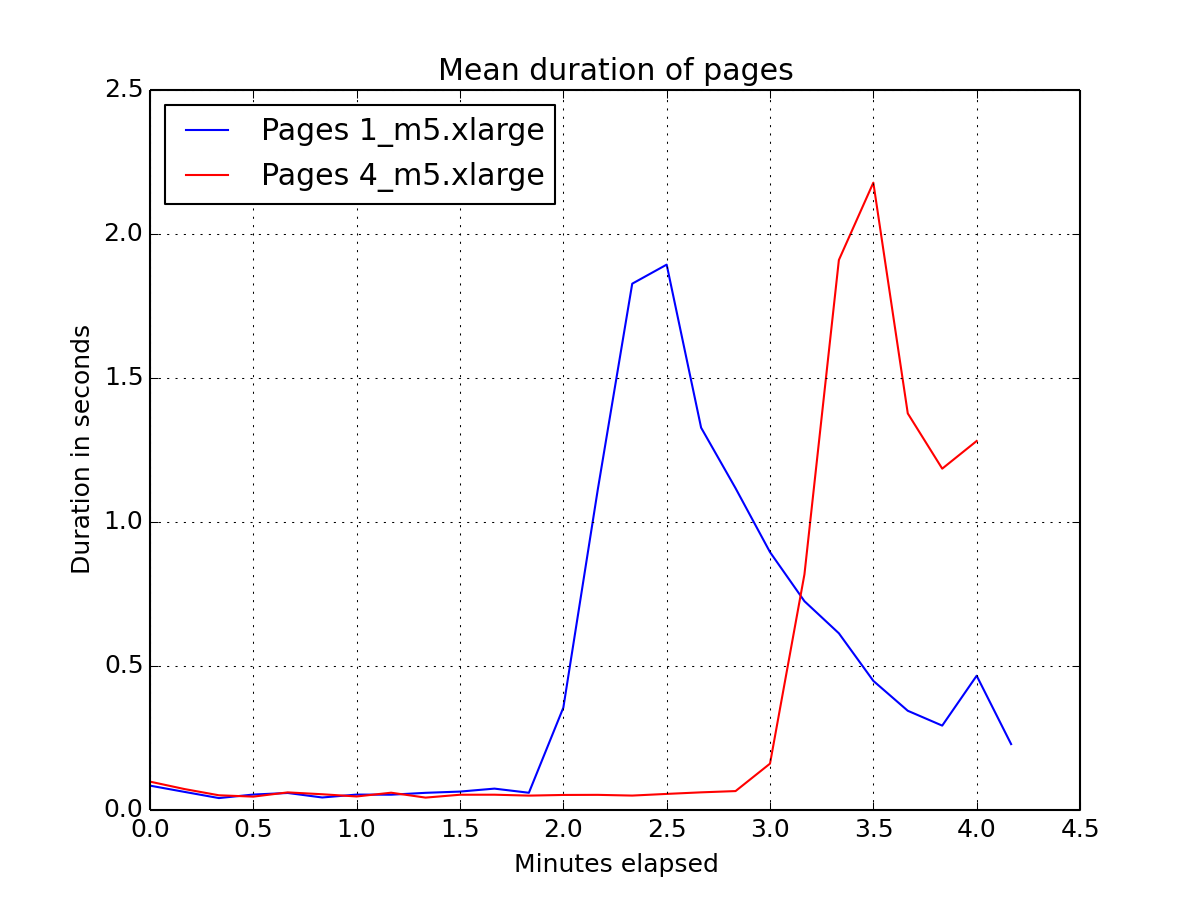 Mean duration of pages
Pages 1_m5.xlarge
Pages 4_m5.xlarge
Duration in seconds
2.5
2.0
1.5
1.0
0.5
0.0
0.0 0.5 1.0 1.5 2.0 2.5 3.0 3.5 4.0 4.5
Minutes elapsed